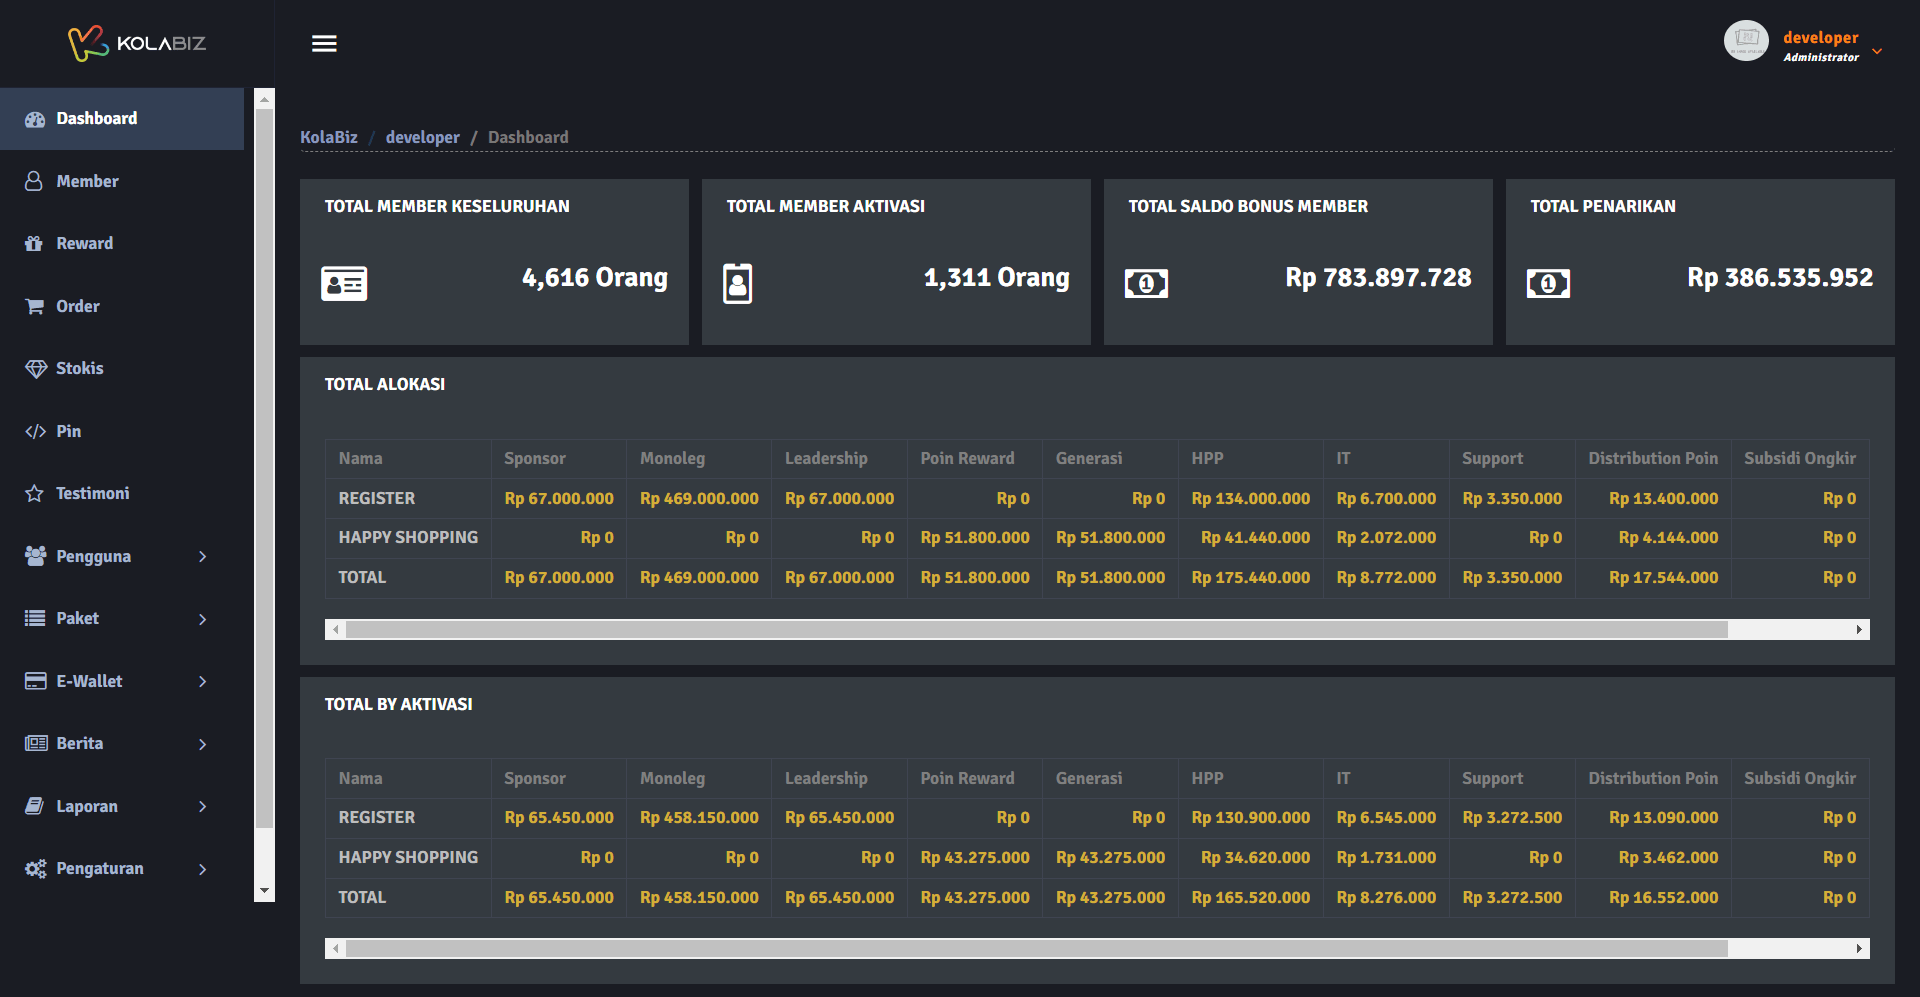 KOLABIZ
developer
Administrator
Dashboard
Member
Reward
Order
Stokis
Pin
Testimoni
Pengguna
Paket
E-Wallet
Berita
Laporan
Pengaturan
KolaBiz / developer / Dashboard
TOTAL MEMBER KESELURUHAN
4,616 Orang
TOTAL MEMBER AKTIVASI
1,311 Orang
TOTAL SALDO BONUS MEMBER
Rp 783.897.728
TOTAL PENARIKAN
Rp 386.535.952
TOTAL ALOKASI
Nama Sponsor Monoleg Leadership Poin Reward Generasi HPP IT Support Distribution Poin Subsidi Ongkir
REGISTER Rp 67.000.000 Rp 469.000.000 Rp 67.000.000 Rp 0 Rp 0 Rp 134.000.000 Rp 6.700.000 Rp 3.350.000 Rp 13.400.000 Rp 0
HAPPY SHOPPING Rp 0 Rp 0 Rp 0 Rp 51.800.000 Rp 51.800.000 Rp 41.440.000 Rp 2.072.000 Rp 0 Rp 4.144.000 Rp 0
TOTAL Rp 67.000.000 Rp 469.000.000 Rp 67.000.000 Rp 51.800.000 Rp 51.800.000 Rp 175.440.000 Rp 8.772.000 Rp 3.350.000 Rp 17.544.000 Rp 0
TOTAL BY AKTIVASI
Nama Sponsor Monoleg Leadership Poin Reward Generasi HPP IT Support Distribution Poin Subsidi Ongkir
REGISTER Rp 65.450.000 Rp 458.150.000 Rp 65.450.000 Rp 0 Rp 0 Rp 130.900.000 Rp 6.545.000 Rp 3.272.500 Rp 13.090.000 Rp 0
HAPPY SHOPPING Rp 0 Rp 0 Rp 0 Rp 43.275.000 Rp 43.275.000 Rp 34.620.000 Rp 1.731.000 Rp 0 Rp 3.462.000 Rp 0
TOTAL Rp 65.450.000 Rp 458.150.000 Rp 65.450.000 Rp 43.275.000 Rp 43.275.000 Rp 165.520.000 Rp 8.276.000 Rp 3.272.500 Rp 16.552.000 Rp 0